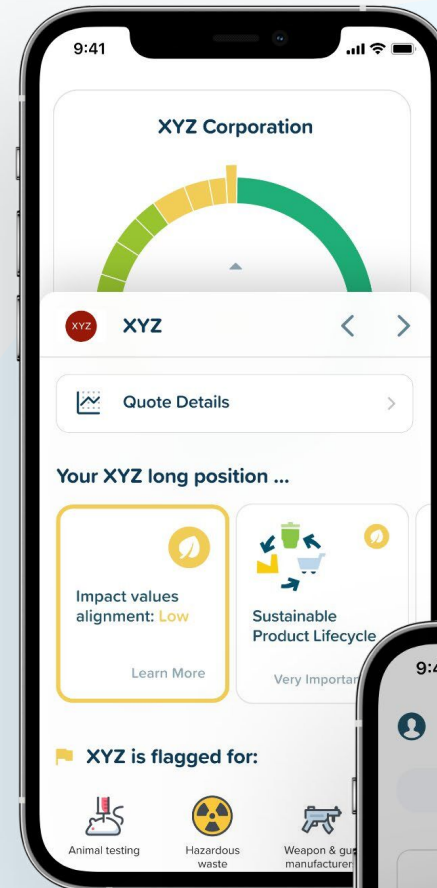 9:41
XYZ Corporation
XYZ
XYZ
Quote Details
Your XYZ long position ...
Impact values
alignment: Low
Learn More
Sustainable
Product Lifecycle
Very Importa
XYZ is flagged for:
Animal testing
Hazardous
waste
Weapon & gu
manufacturer
9:4